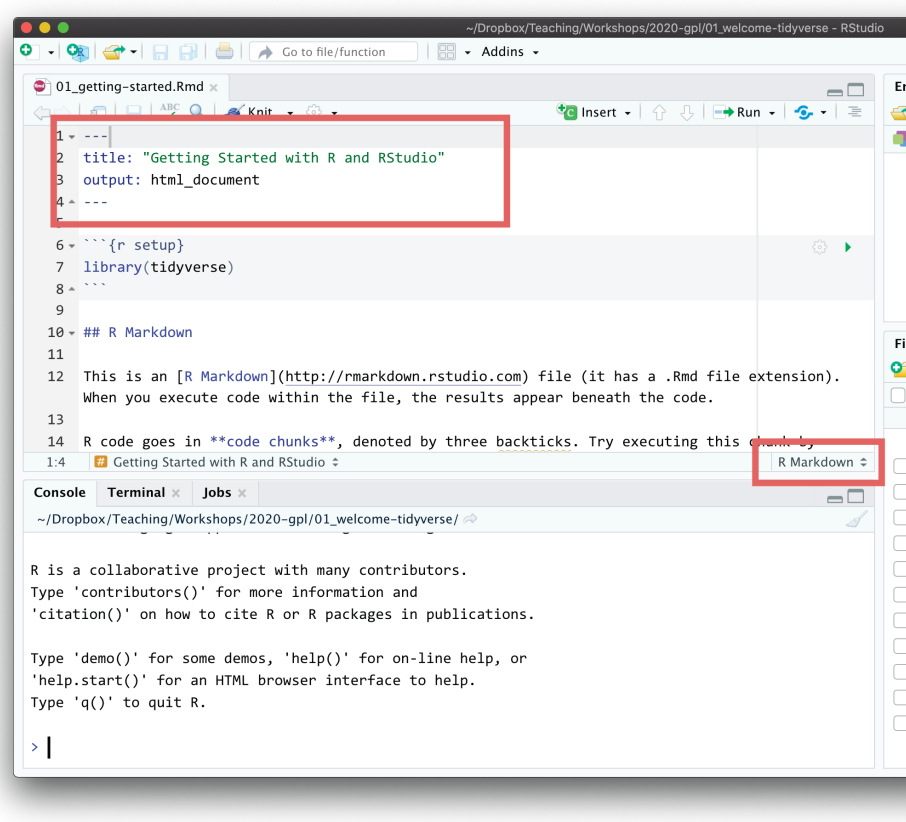 ~/Dropbox/Teaching/Workshops/2020-gpl/01_welcome-tidyverse - RStudio
Go to file/function
Addins
01_getting-started.Rmd
ABC Knit Insert Run
1 ---
2 title: "Getting Started with R and RStudio"
3 output: html_document
4 ---
5
6 ```{r setup}
7 library(tidyverse)
8 ```
9
10 ## R Markdown
11
12 This is an [R Markdown](http://rmarkdown.rstudio.com) file (it has a .Rmd file extension).
When you execute code within the file, the results appear beneath the code.
13
14 R code goes in **code chunks**, denoted by three backticks. Try executing this chunk by
1:4 # Getting Started with R and RStudio R Markdown
Console Terminal Jobs
~/Dropbox/Teaching/Workshops/2020-gpl/01_welcome-tidyverse/
R is a collaborative project with many contributors.
Type 'contributors()' for more information and
'citation()' on how to cite R or R packages in publications.
Type 'demo()' for some demos, 'help()' for on-line help, or
'help.start()' for an HTML browser interface to help.
Type 'q()' to quit R.
>